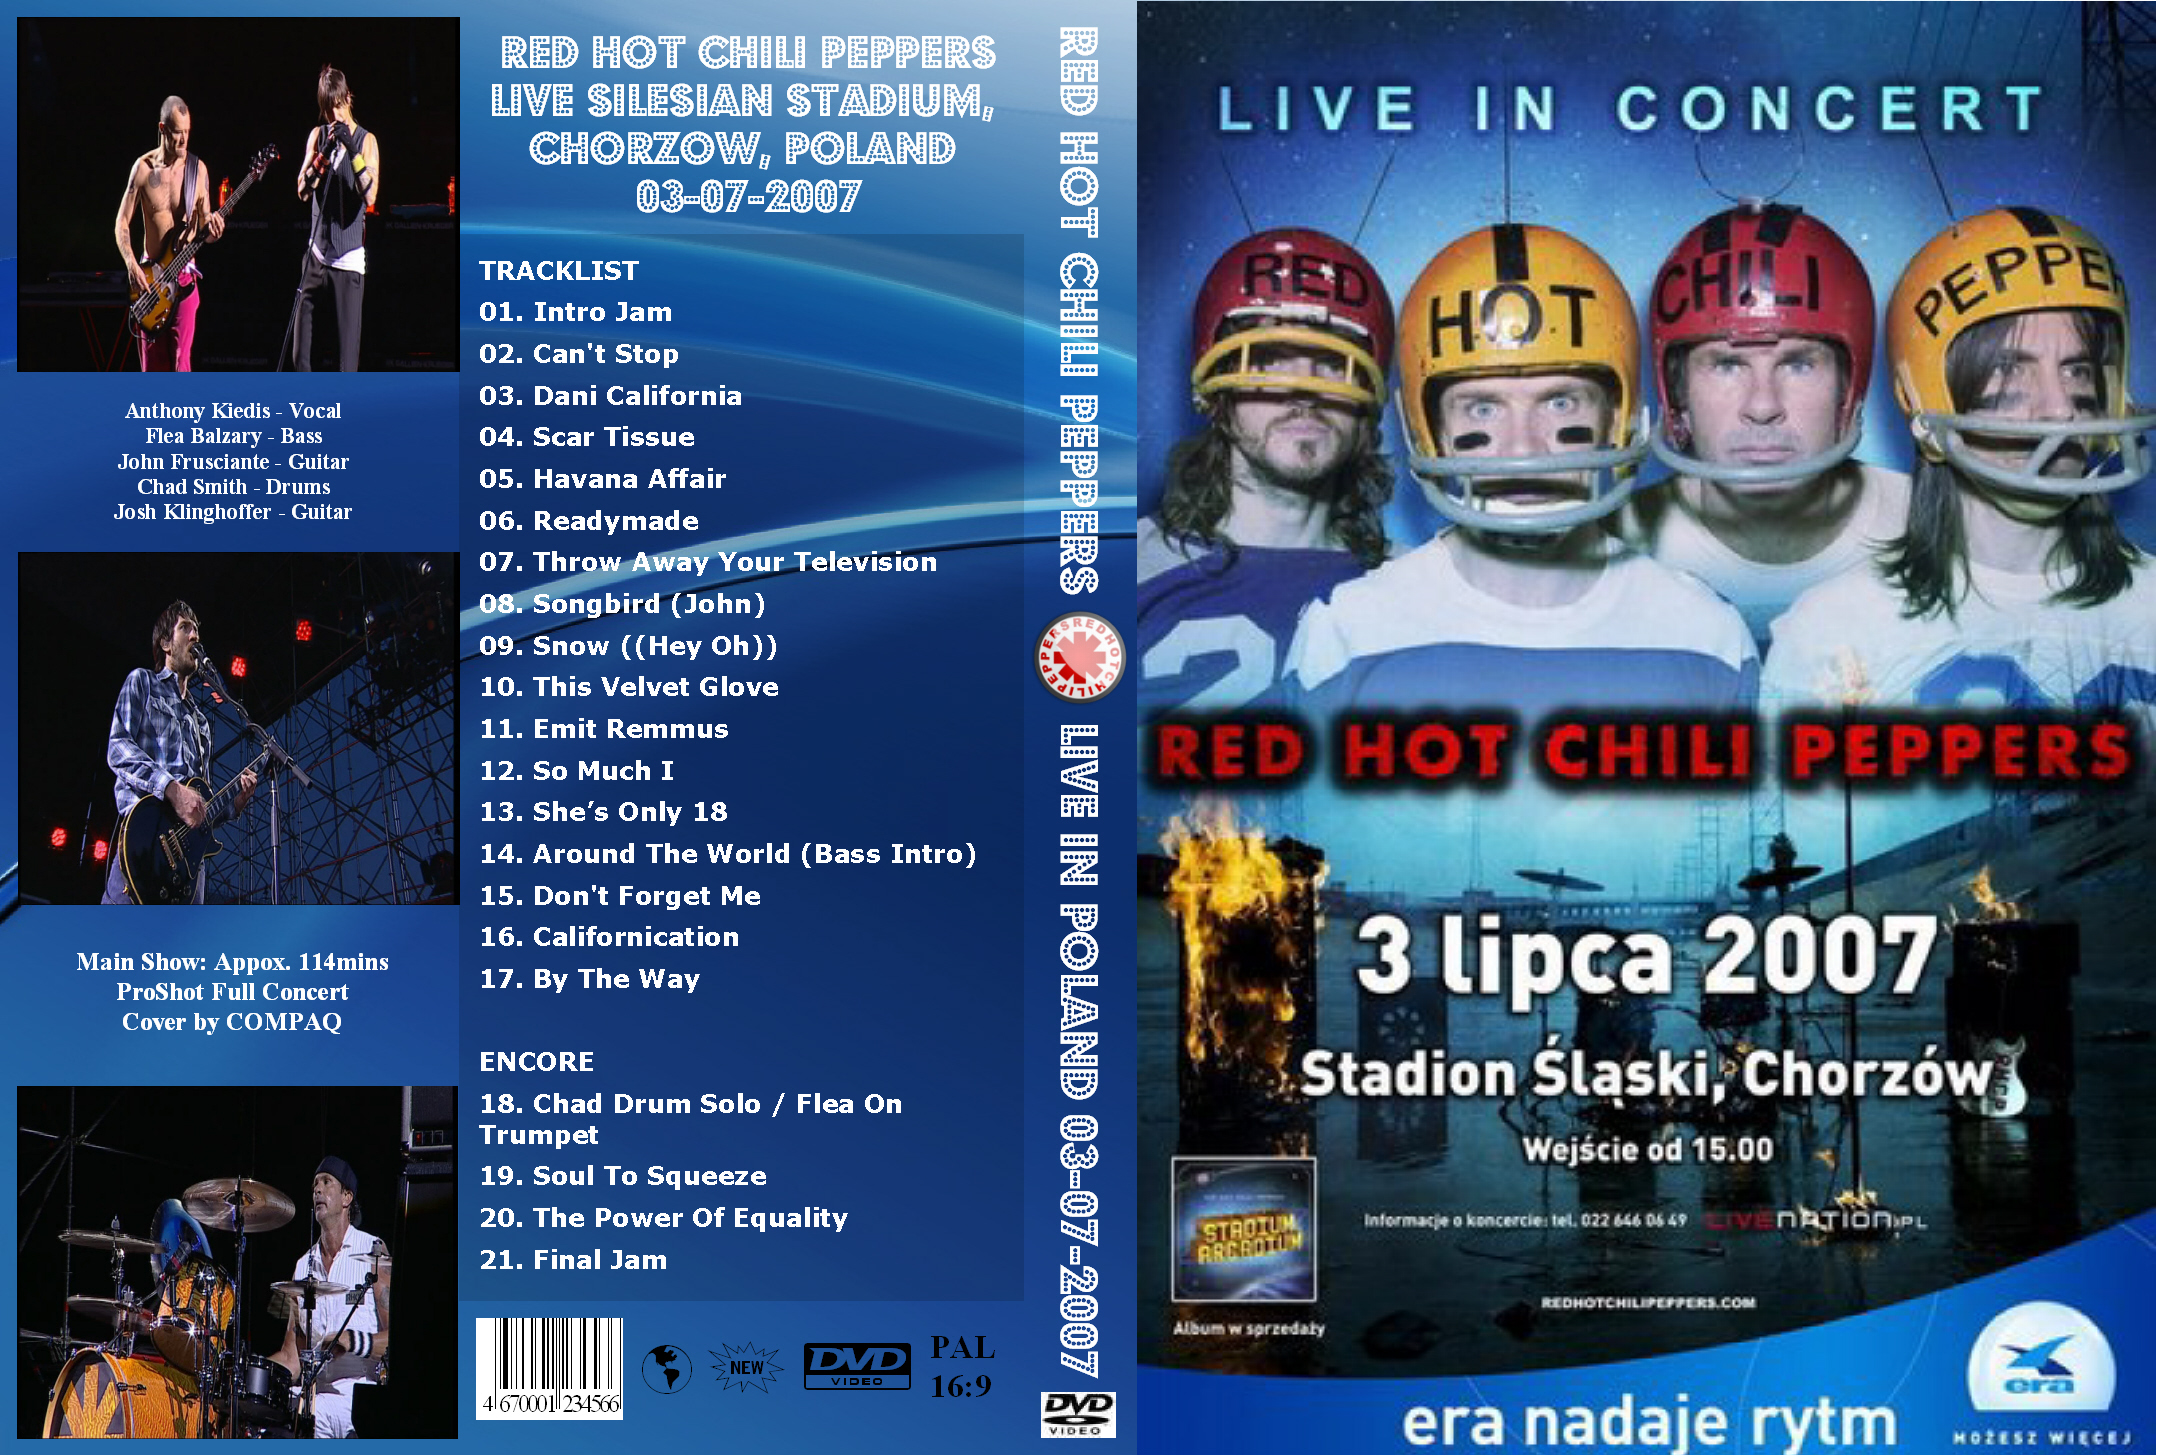 RED HOT CHILI PEPPERS
LIVE SILESIAN STADIUM,
CHORZOW, POLAND
03-07-2007
Anthony Kiedis - Vocal
Flea Balzary - Bass
John Frusciante - Guitar
Chad Smith - Drums
Josh Klinghoffer - Guitar
Main Show: Appox. 114mins
ProShot Full Concert
Cover by COMPAQ
TRACKLIST
01. Intro Jam
02. Can't Stop
03. Dani California
04. Scar Tissue
05. Havana Affair
06. Readymade
07. Throw Away Your Television
08. Songbird (John)
09. Snow ((Hey Oh))
10. This Velvet Glove
11. Emit Remmus
12. So Much I
13. She’s Only 18
14. Around The World (Bass Intro)
15. Don't Forget Me
16. Californication
17. By The Way
ENCORE
18. Chad Drum Solo / Flea On
Trumpet
19. Soul To Squeeze
20. The Power Of Equality
21. Final Jam
4 670001 234566
NEW
DVD
VIDEO
PAL
16:9
RED HOT CHILI PEPPERS
REDHOTCHILIPEPPERS
LIVE IN POLAND 03-07-2007
DVD
VIDEO
LIVE IN CONCERT
RED
HOT
CHILI
PEPPER
RED HOT CHILI PEPPERS
3 lipca 2007
Stadion Śląski, Chorzów
Wejście od 15.00
Informacje o koncercie: tel. 022 646 06 49 LIVENATION.PL
STADIUM
ARCADIUM
REDHOTCHILIPEPPERS.COM
Album w sprzedaży
era
era nadaje rytm
MOŻESZ WIĘCEJ